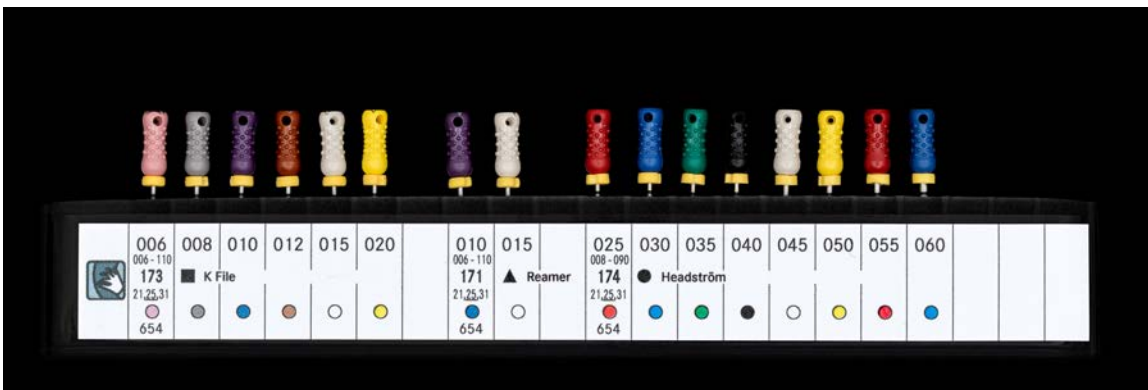 006 008 010 012 015 020 010 015 025 030 035 040 045 050 055 060
006-110 006-110 008-090
173 K File 171 Reamer 174 Headström
21,25,31 21,25,31 21,25,31
654 654 654